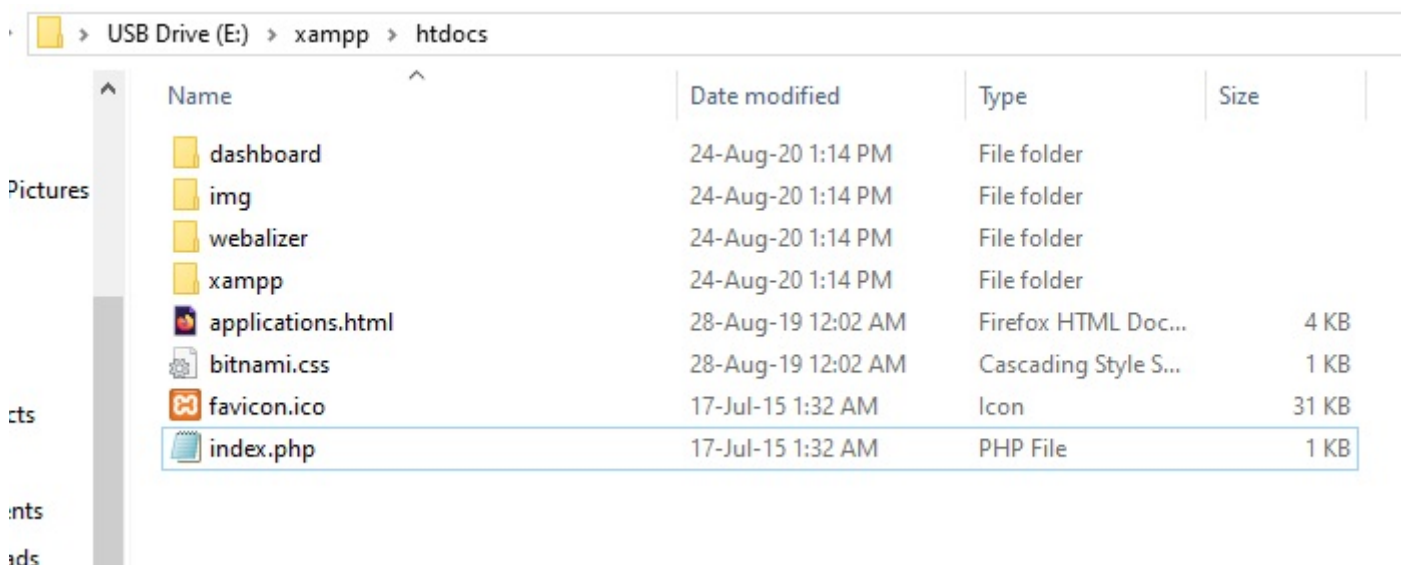 USB Drive (E:) > xampp > htdocs
Name Date modified Type Size
dashboard 24-Aug-20 1:14 PM File folder
Pictures
img 24-Aug-20 1:14 PM File folder
webalizer 24-Aug-20 1:14 PM File folder
xampp 24-Aug-20 1:14 PM File folder
applications.html 28-Aug-19 12:02 AM Firefox HTML Doc... 4 KB
bitnami.css 28-Aug-19 12:02 AM Cascading Style S... 1 KB
cts
favicon.ico 17-Jul-15 1:32 AM Icon 31 KB
index.php 17-Jul-15 1:32 AM PHP File 1 KB
ents
ads